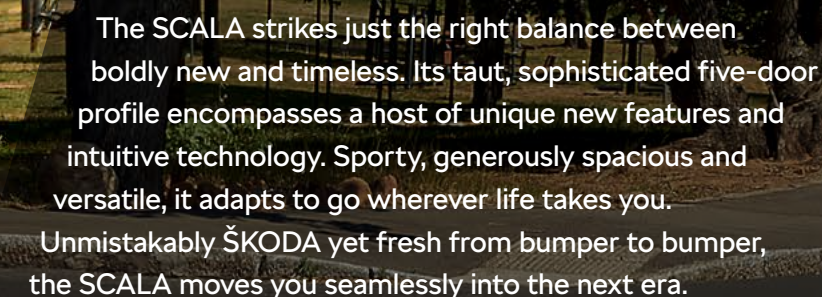 The SCALA strikes just the right balance between
boldly new and timeless. Its taut, sophisticated five-door
profile encompasses a host of unique new features and
intuitive technology. Sporty, generously spacious and
versatile, it adapts to go wherever life takes you.
Unmistakably ŠKODA yet fresh from bumper to bumper,
the SCALA moves you seamlessly into the next era.